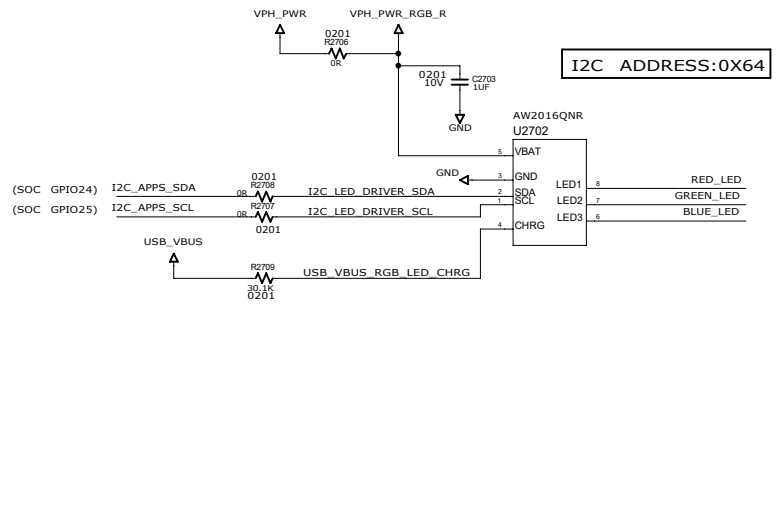 VPH_PWR
VPH_PWR_RGB_R
0201
R2706
0R
I2C ADDRESS:0X64
0201
10V
C2703
1UF
GND
AW2016QNR
U2702
5
VBAT
GND
3
GND
(SOC GPIO24)
I2C_APPS_SDA
0201
R2708
0R
I2C_LED_DRIVER_SDA
2
SDA
LED1
8
RED_LED
(SOC GPIO25)
I2C_APPS_SCL
R2707
0R
0201
I2C_LED_DRIVER_SCL
1
SCL
LED2
7
GREEN_LED
LED3
6
BLUE_LED
4
CHRG
USB_VBUS
R2709
30.1K
0201
USB_VBUS_RGB_LED_CHRG